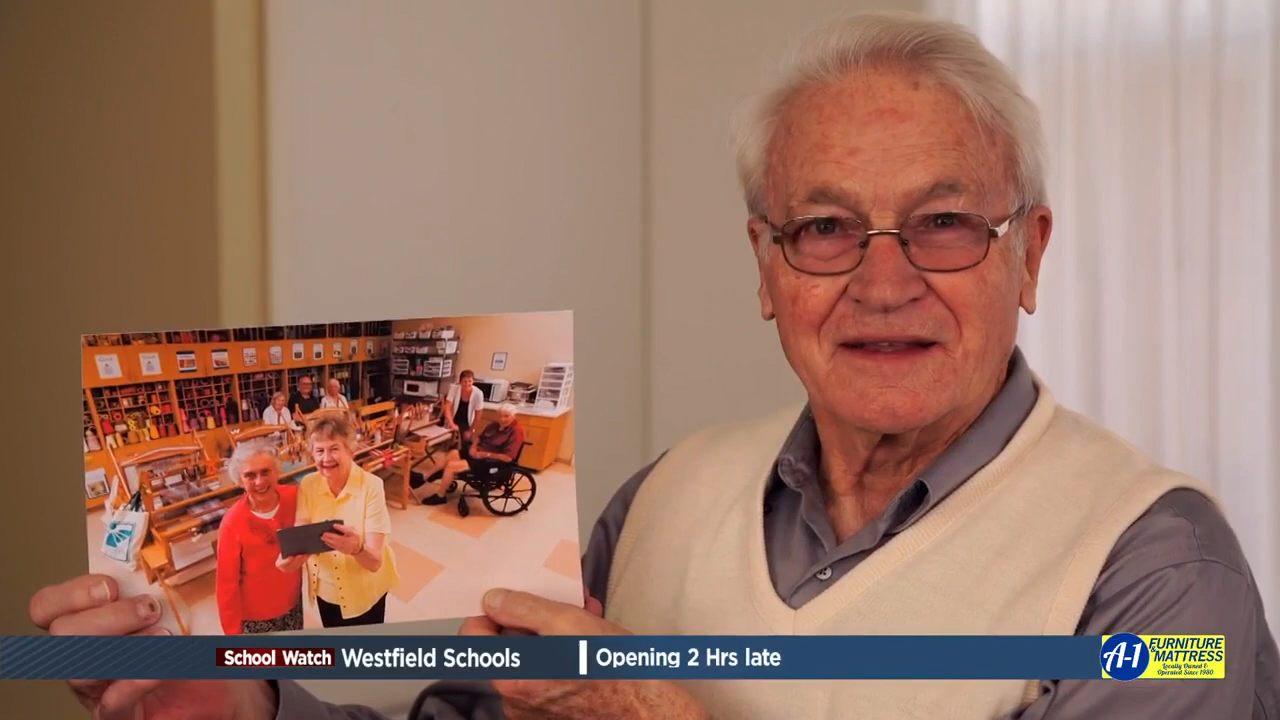 School Watch
Westfield Schools
Opening 2 Hrs late
A-1
FURNITURE
& MATTRESS
Locally Owned &
Operated Since 1980